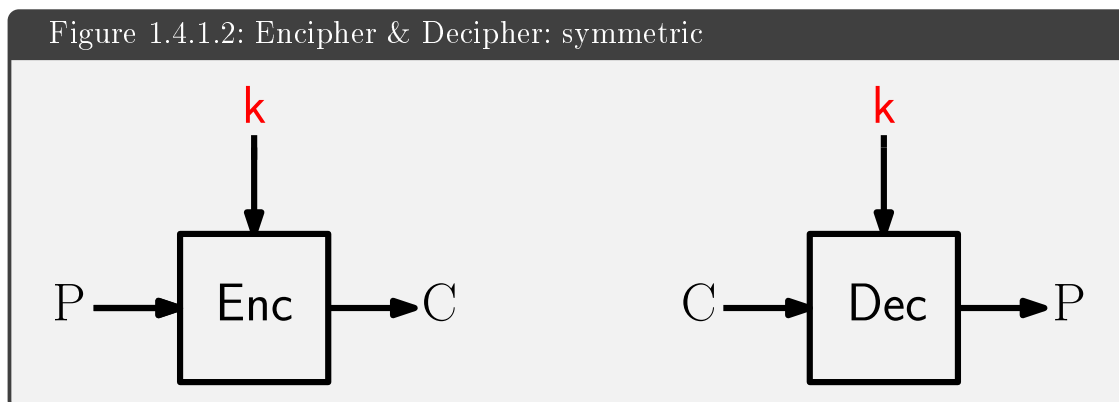 Figure 1.4.1.2: Encipher & Decipher: symmetric
k k
P Enc C C Dec P